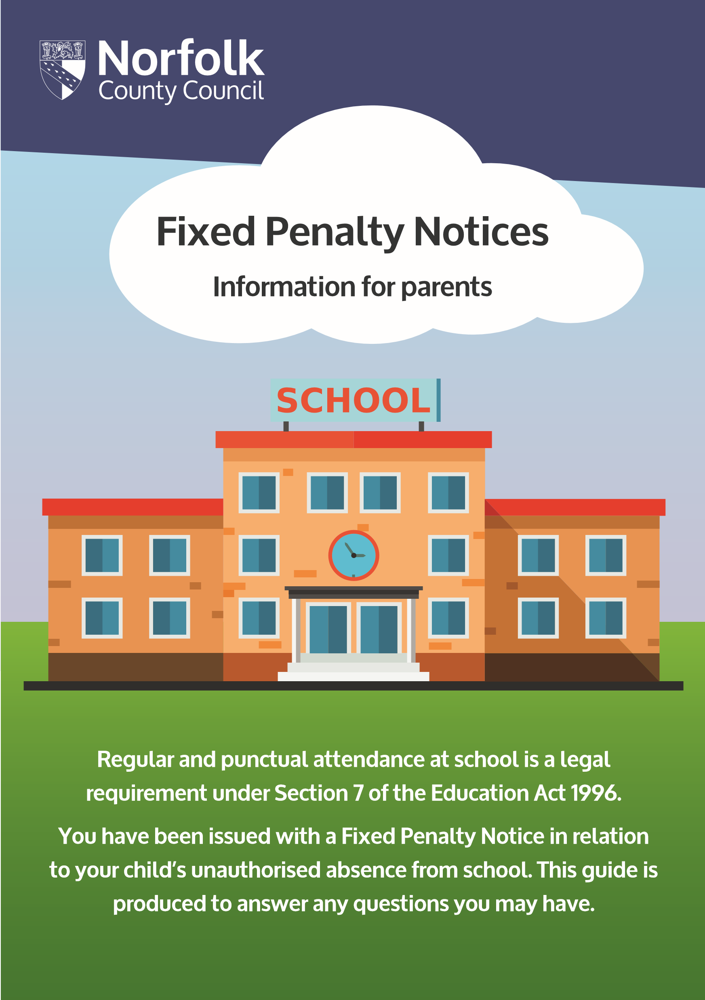 Norfolk
County Council
Fixed Penalty Notices
Information for parents
SCHOOL
Regular and punctual attendance at school is a legal
requirement under Section 7 of the Education Act 1996.
You have been issued with a Fixed Penalty Notice in relation
to your child’s unauthorised absence from school. This guide is
produced to answer any questions you may have.